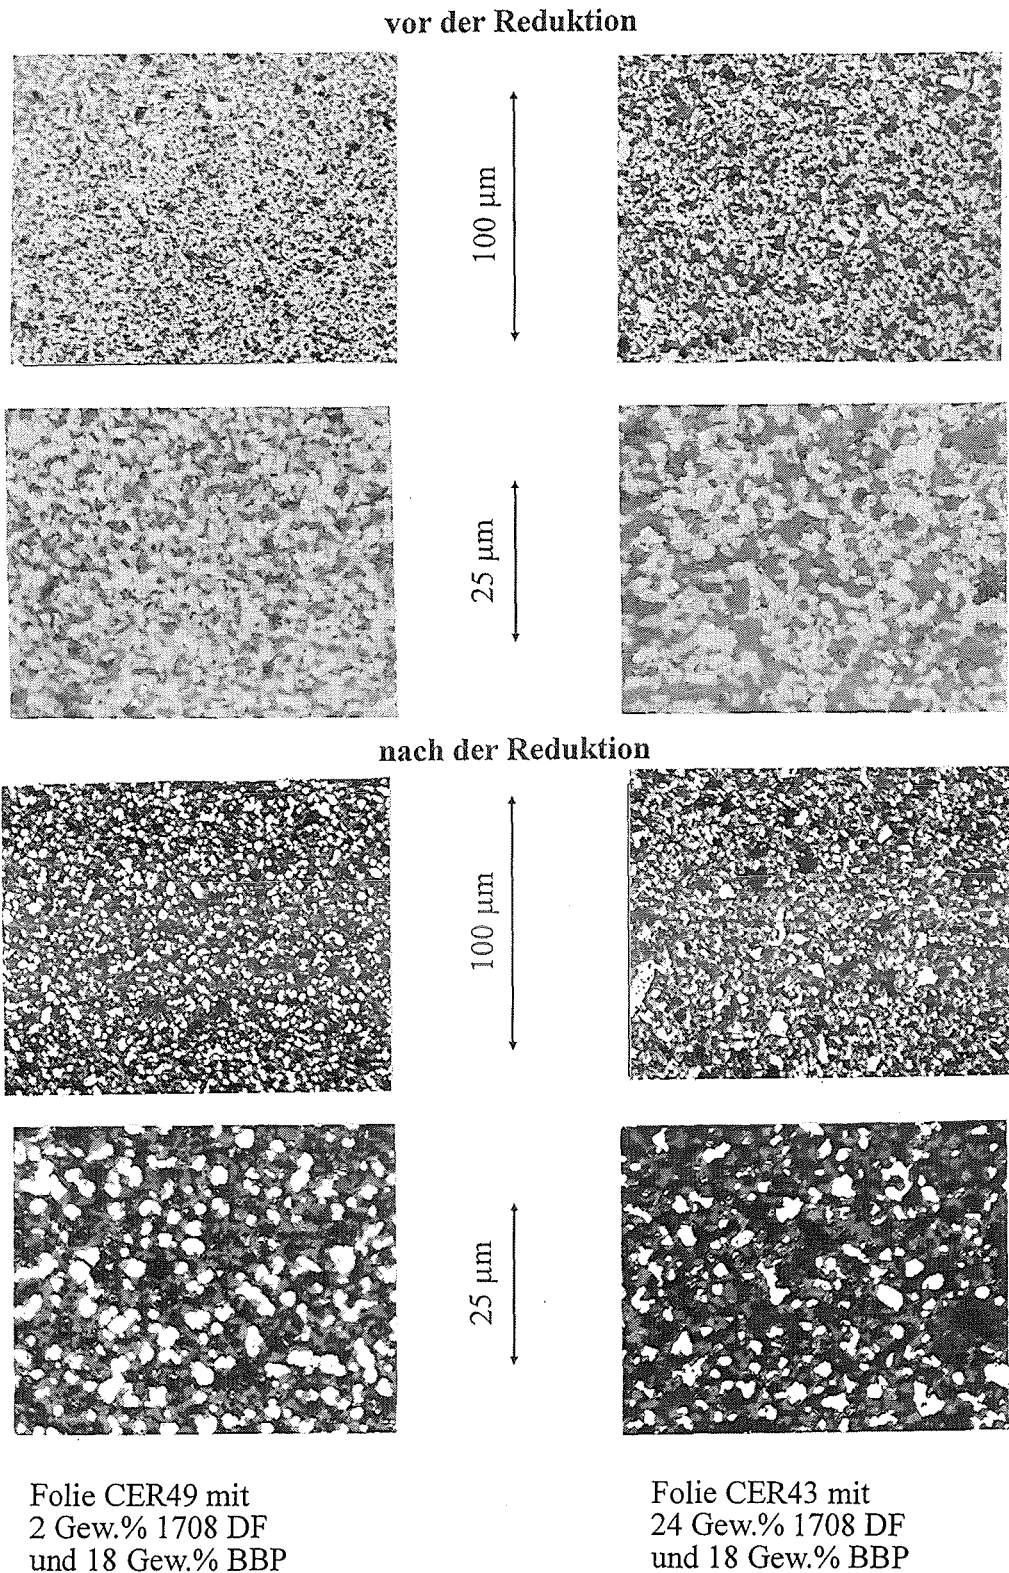 vor der Reduktion
100 µm
25 µm
nach der Reduktion
100 µm
25 µm
Folie CER49 mit
2 Gew.% 1708 DF
und 18 Gew.% BBP
Folie CER43 mit
24 Gew.% 1708 DF
und 18 Gew.% BBP